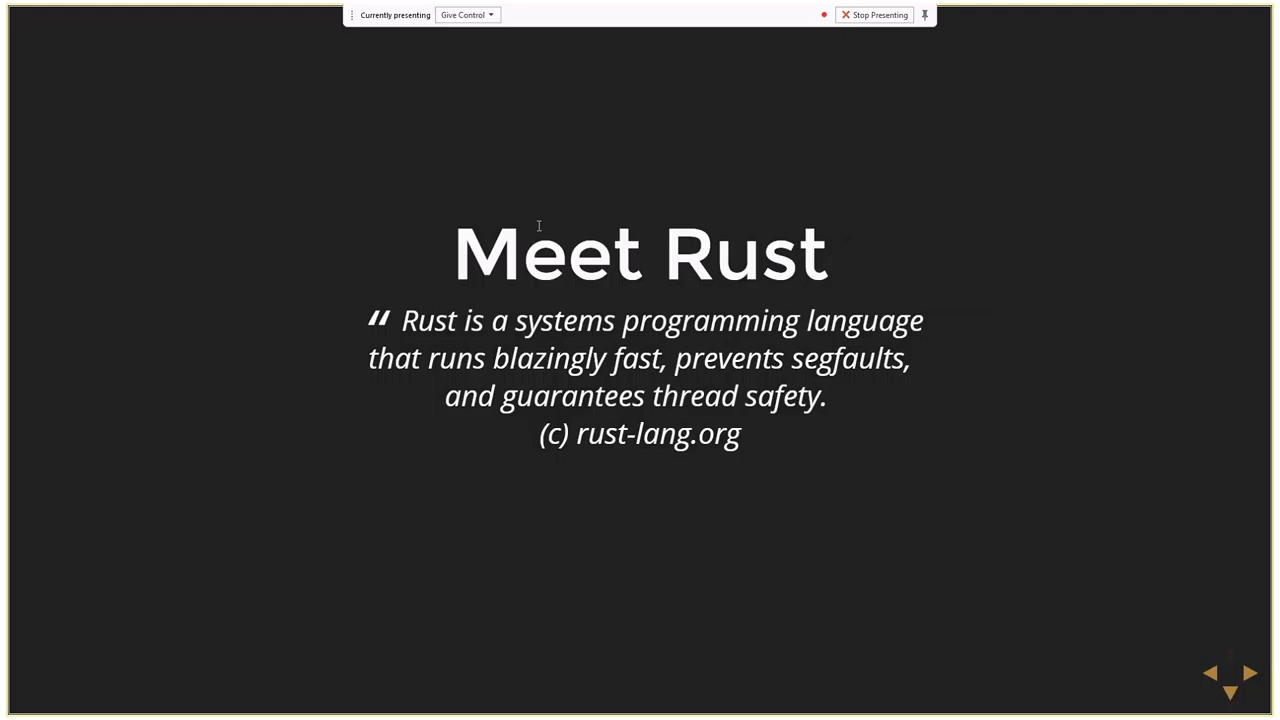 Currently presenting Give Control Stop Presenting
Meet Rust
“ Rust is a systems programming language
that runs blazingly fast, prevents segfaults,
and guarantees thread safety.
(c) rust-lang.org